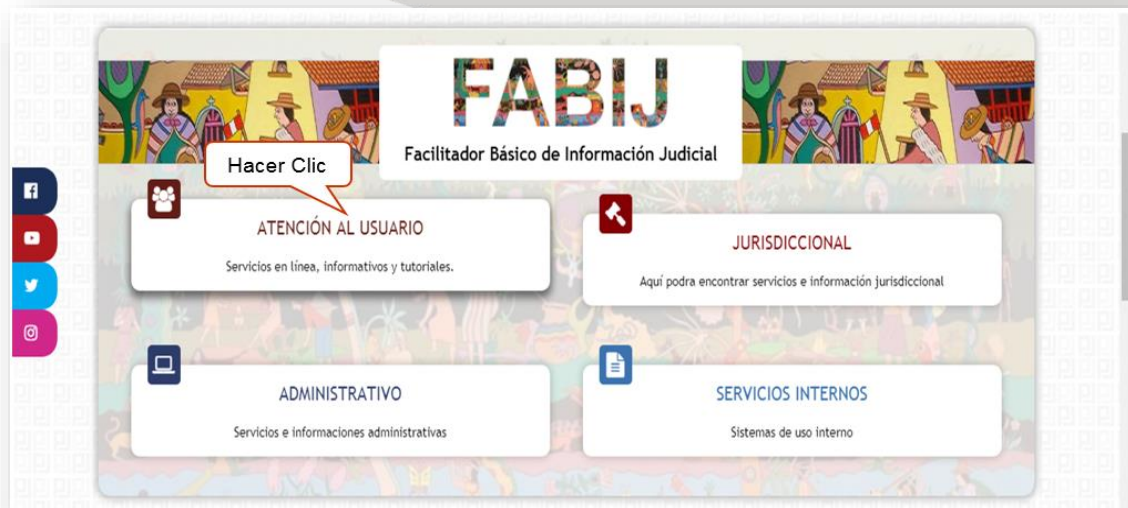 FABIJ
Facilitador Básico de Información Judicial
Hacer Clic
ATENCIÓN AL USUARIO
Servicios en línea, informativos y tutoriales.
JURISDICCIONAL
Aquí podra encontrar servicios e información jurisdiccional
ADMINISTRATIVO
Servicios e informaciones administrativas
SERVICIOS INTERNOS
Sistemas de uso interno